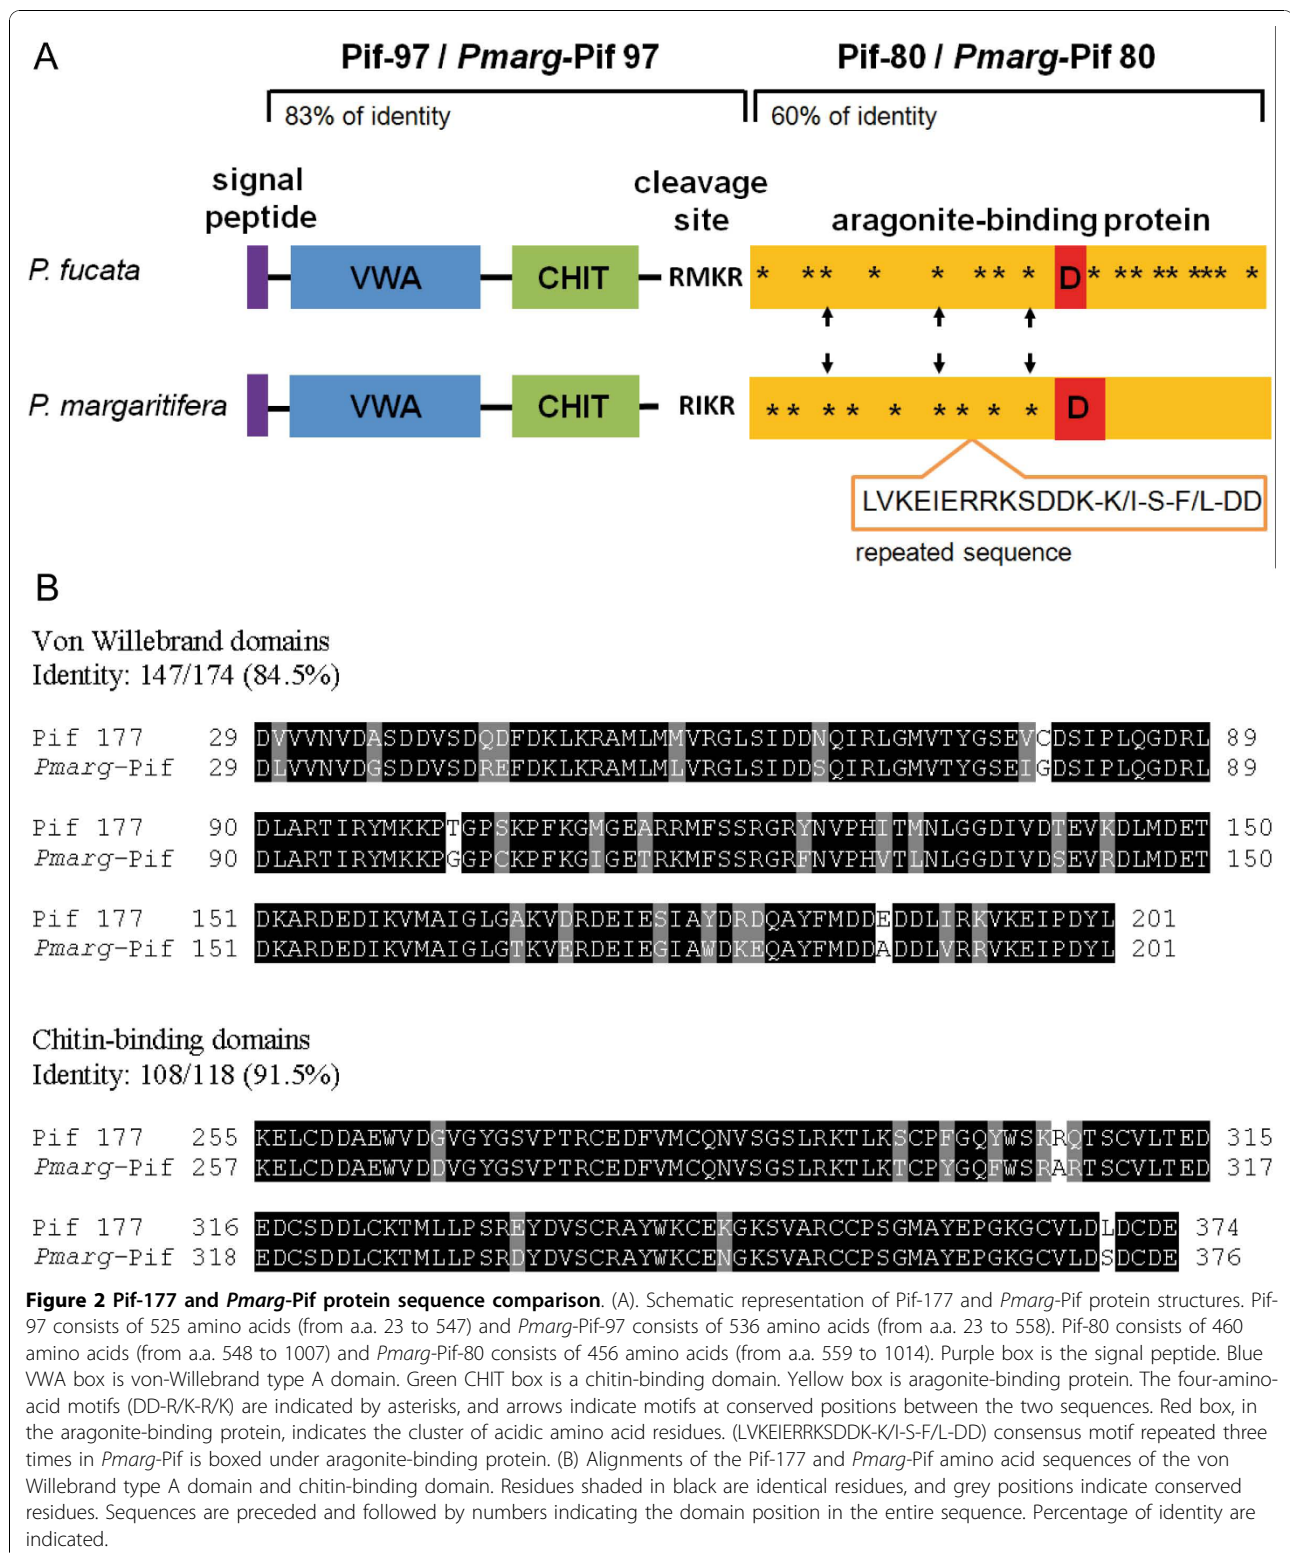 A
Pif-97 / Pmarg-Pif 97
Pif-80 / Pmarg-Pif 80
83% of identity
60% of identity
signal
peptide
cleavage
site
aragonite-binding protein
P. fucata
VWA
CHIT
RMKR
* ** * * ** * D * ** ** *** *
P. margaritifera
VWA
CHIT
RIKR
** * * * * * * * D
LVKEIERRKSDDK-K/I-S-F/L-DD
repeated sequence
B
Von Willebrand domains
Identity: 147/174 (84.5%)
Pif 177 29 DVVVNVDASDDVSDQDFDKLKRAMLMMVRGLSIDDNQIRLGMVTYGSEVCDSIPLQGDRL 89
Pmarg-Pif 29 DLVVNVDGSDDVSDREFDKLKRAMLMLVRGLSIDDSQIRLGMVTYGSEIGDSIPLQGDRL 89
Pif 177 90 DLARTIRYMKKPTGPSKPFKGMGEARRMFSSRGRYNVPHITMNLGGDIVDTEVKDLMDET 150
Pmarg-Pif 90 DLARTIRYMKKPGGPCKPFKGIGETRKMFSSRGRFNVPHVTLNLGGDIVDSEVRDLMDET 150
Pif 177 151 DKARDEDIKVMAIGLGAKVDRDEIESIAYDRDQAYFMDDEDDLIRKVKEIPDYL 201
Pmarg-Pif 151 DKARDEDIKVMAIGLGTKVERDEIEGIAWDKEQAYFMDDADDLVRRVKEIPDYL 201
Chitin-binding domains
Identity: 108/118 (91.5%)
Pif 177 255 KELCDDAEWVDGVGYGSVPTRCEDFVMCQNVSGSLRKTLKSCPFGQYWSKRQTSCVLTED 315
Pmarg-Pif 257 KELCDDAEWVDDVGYGSVPTRCEDFVMCQNVSGSLRKTLKTCPYGQFWSRARTSCVLTED 317
Pif 177 316 EDCSDDLCKTMLLPSREYDVSCRAYWKCEKGKSVARCCPSGMAYEPGKGCVLDLDCDE 374
Pmarg-Pif 318 EDCSDDLCKTMLLPSRDYDVSCRAYWKCENGKSVARCCPSGMAYEPGKGCVLDSDCDE 376
Figure 2 Pif-177 and Pmarg-Pif protein sequence comparison. (A). Schematic representation of Pif-177 and Pmarg-Pif protein structures. Pif-
97 consists of 525 amino acids (from a.a. 23 to 547) and Pmarg-Pif-97 consists of 536 amino acids (from a.a. 23 to 558). Pif-80 consists of 460
amino acids (from a.a. 548 to 1007) and Pmarg-Pif-80 consists of 456 amino acids (from a.a. 559 to 1014). Purple box is the signal peptide. Blue
VWA box is von-Willebrand type A domain. Green CHIT box is a chitin-binding domain. Yellow box is aragonite-binding protein. The four-amino-
acid motifs (DD-R/K-R/K) are indicated by asterisks, and arrows indicate motifs at conserved positions between the two sequences. Red box, in
the aragonite-binding protein, indicates the cluster of acidic amino acid residues. (LVKEIERRKSDDK-K/I-S-F/L-DD) consensus motif repeated three
times in Pmarg-Pif is boxed under aragonite-binding protein. (B) Alignments of the Pif-177 and Pmarg-Pif amino acid sequences of the von
Willebrand type A domain and chitin-binding domain. Residues shaded in black are identical residues, and grey positions indicate conserved
residues. Sequences are preceded and followed by numbers indicating the domain position in the entire sequence. Percentage of identity are
indicated.